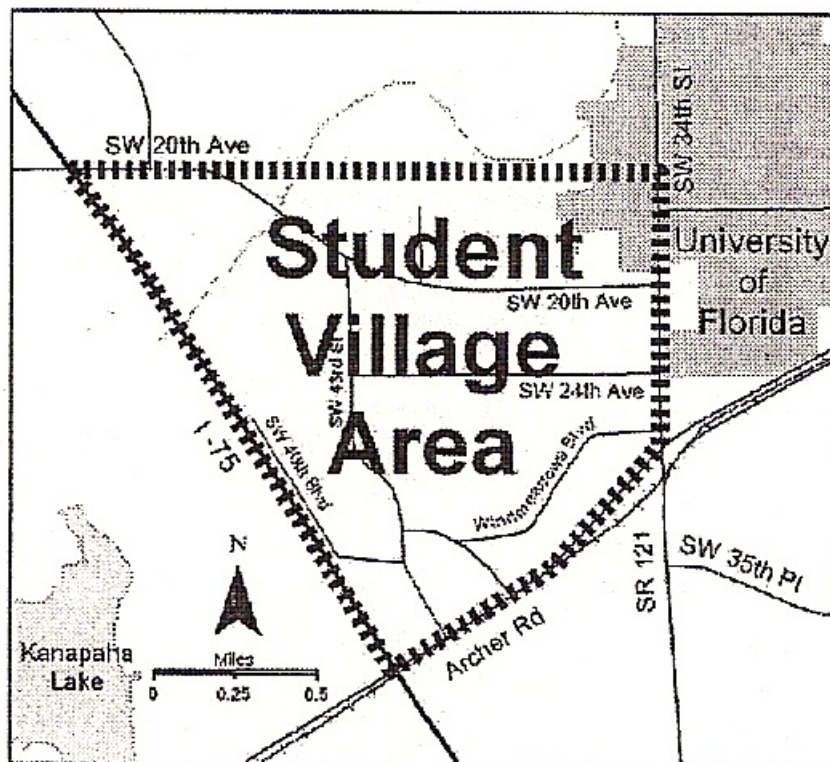 SW 20th Ave
SW 34th St
Student
Village
Area
University
of
Florida
SW 20th Ave
SW 43rd St
SW 24th Ave
I-75
SW 40th Blvd
Windmeadows Blvd
N
SR 121
SW 35th Pl
Archer Rd
Kanapaha
Lake
Miles
0 0.25 0.5